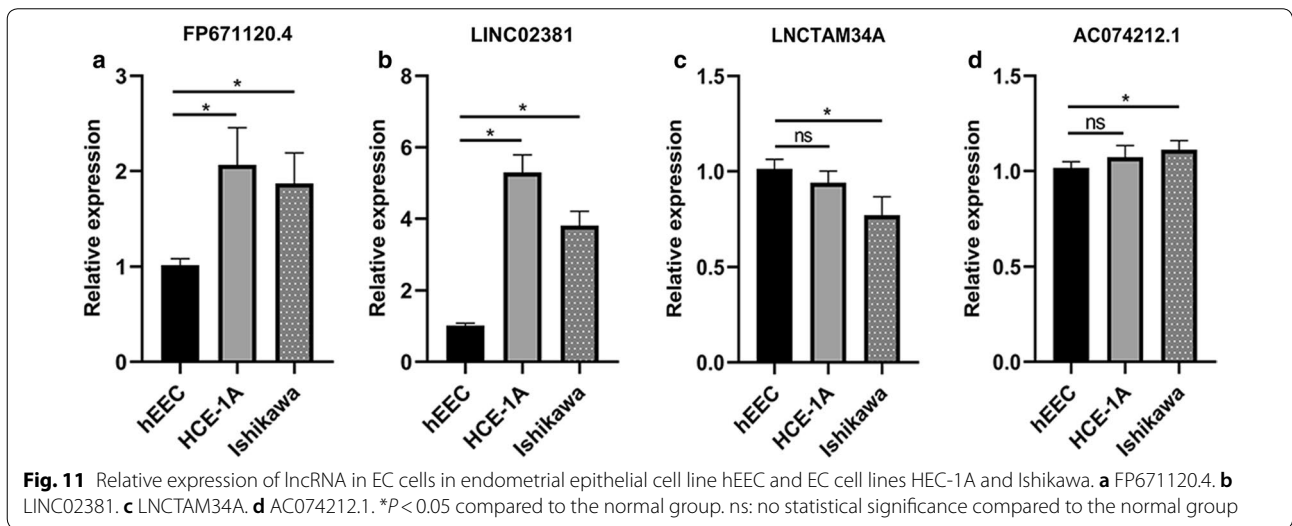 FP671120.4
LINC02381
LNCTAM34A
AC074212.1
a
Relative expression
3
2
1
0
*
*
hEEC
HCE-1A
Ishikawa
b
Relative expression
8
6
4
2
0
*
*
hEEC
HCE-1A
Ishikawa
c
Relative expression
1.5
1.0
0.5
0.0
*
ns
hEEC
HCE-1A
Ishikawa
d
Relative expression
1.5
1.0
0.5
0.0
*
ns
hEEC
HCE-1A
Ishikawa
Fig. 11 Relative expression of lncRNA in EC cells in endometrial epithelial cell line hEEC and EC cell lines HEC-1A and Ishikawa. a FP671120.4. b
LINC02381. c LNCTAM34A. d AC074212.1. *P < 0.05 compared to the normal group. ns: no statistical significance compared to the normal group